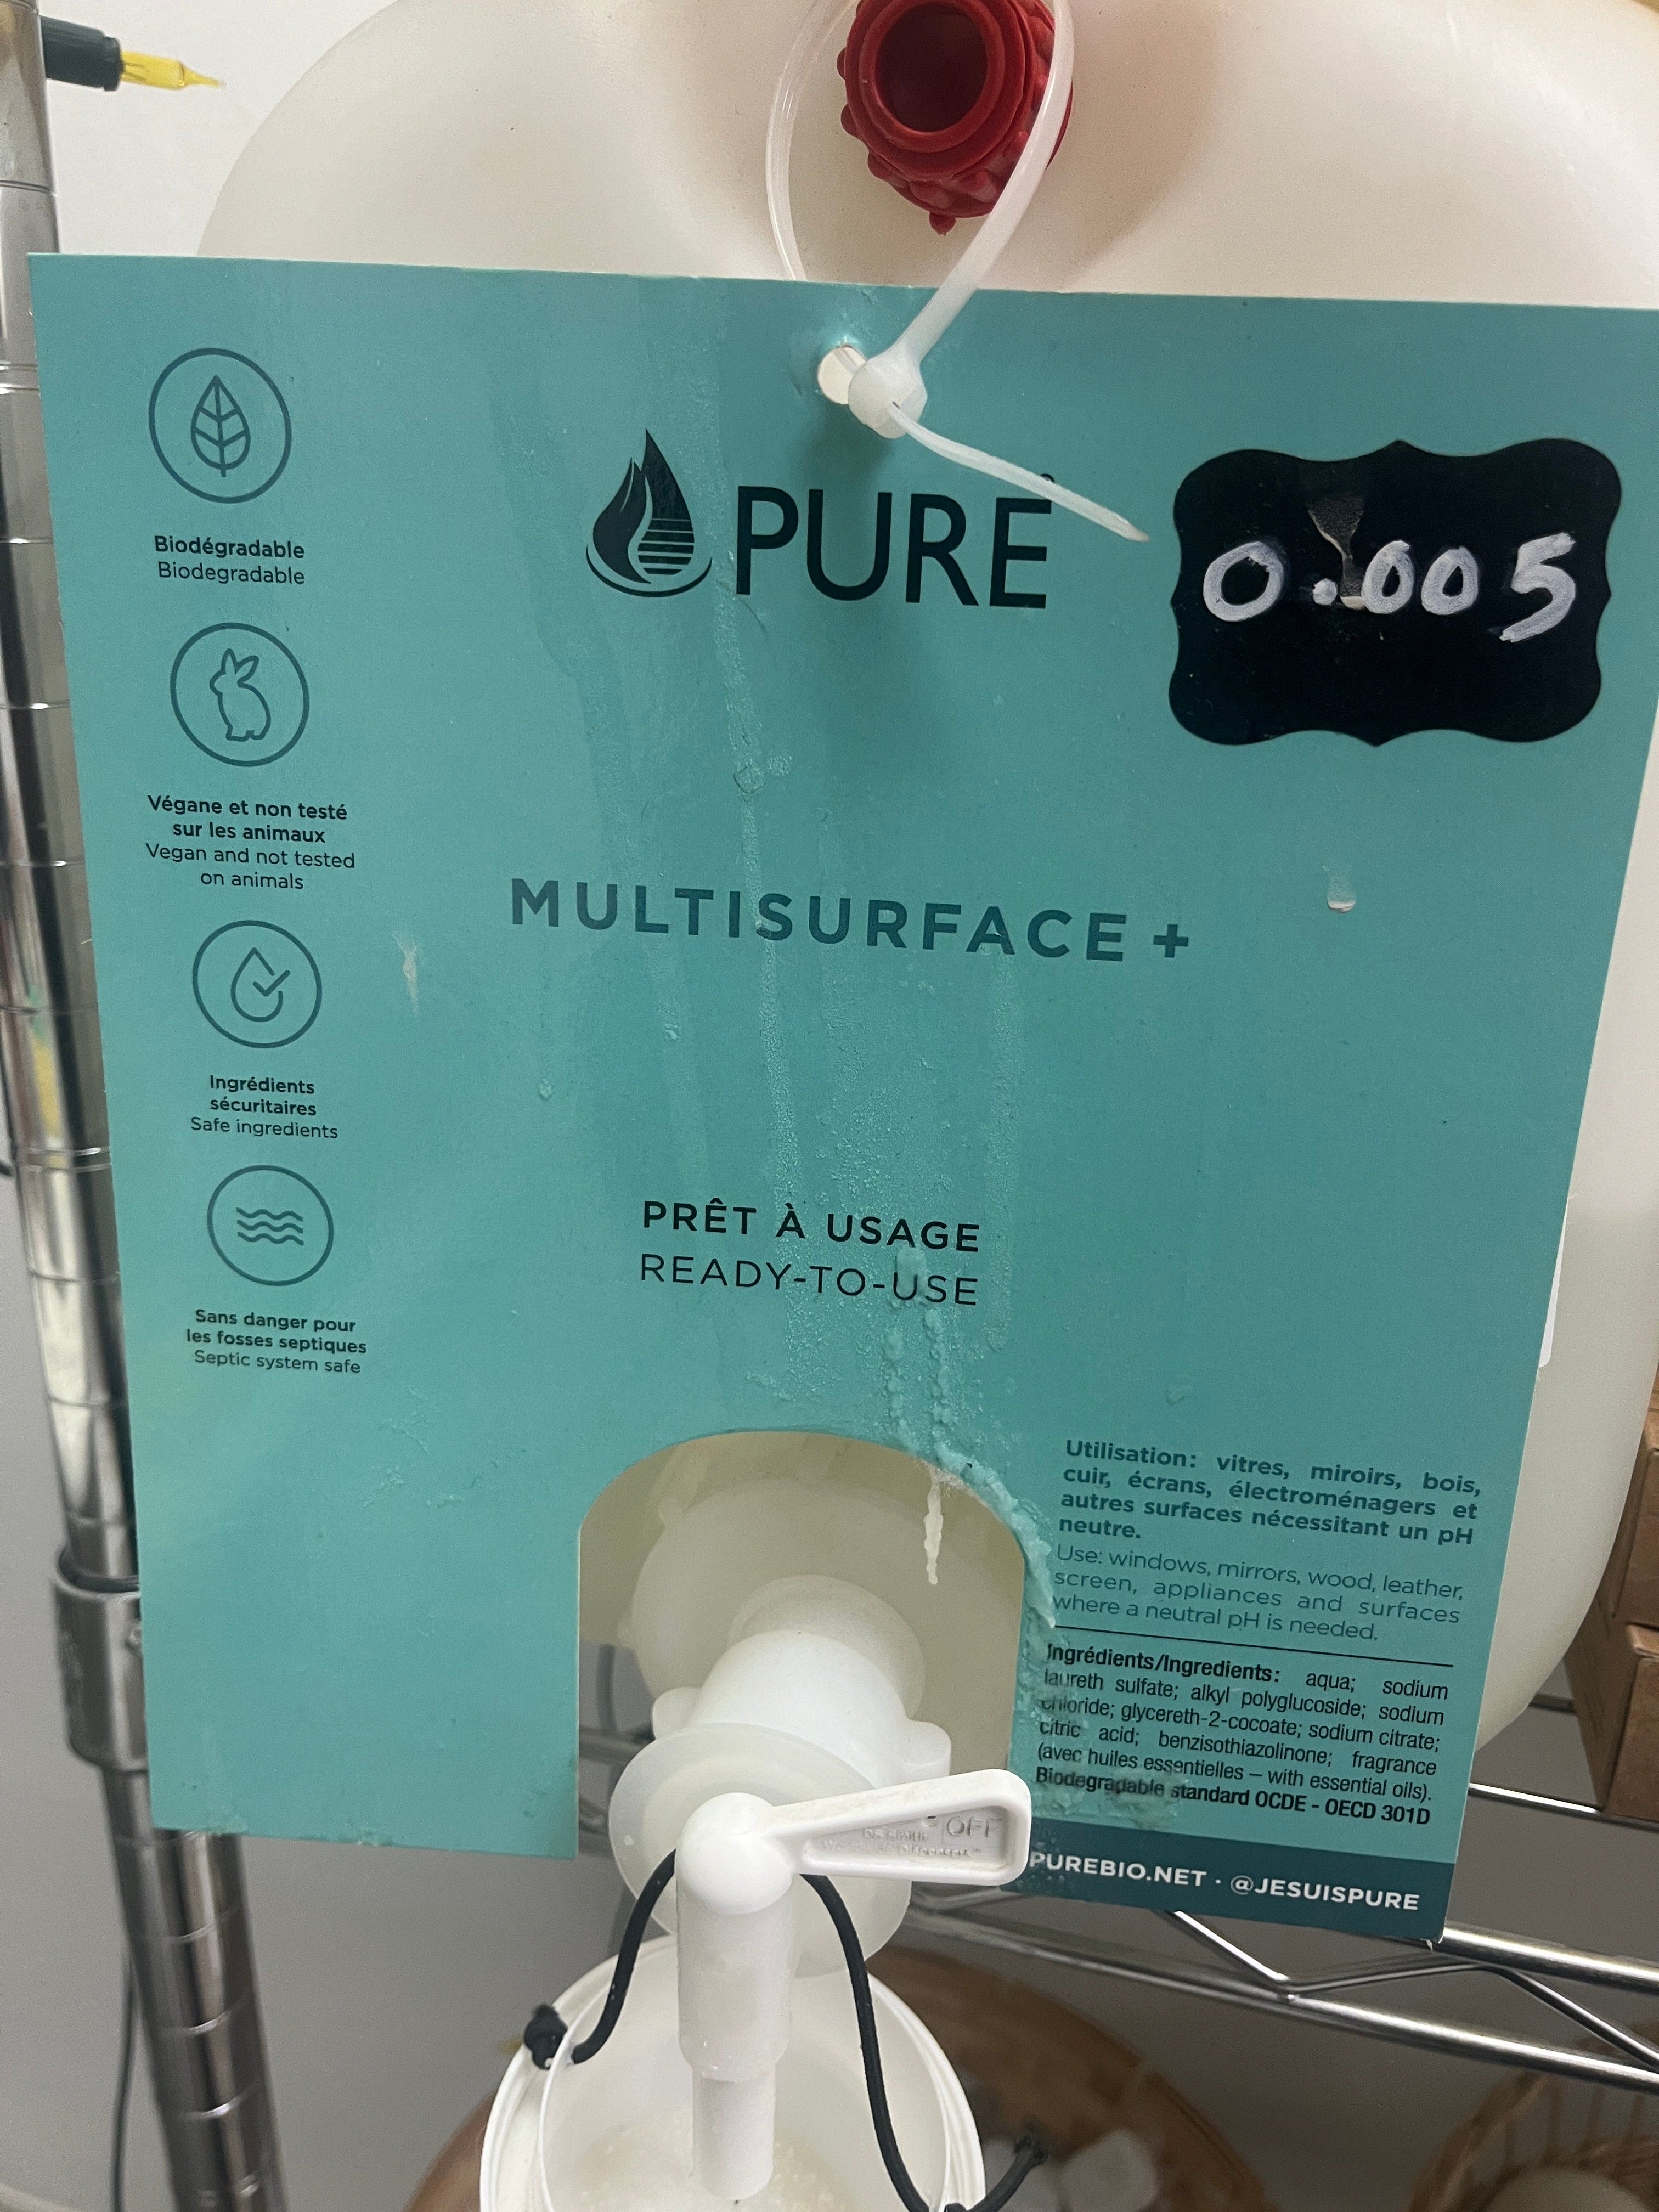 PURE
0.005
Biodégradable
Biodegradable
Végane et non testé
sur les animaux
Vegan and not tested
on animals
Ingrédients
sécuritaires
Safe ingredients
Sans danger pour
les fosses septiques
Septic system safe
MULTISURFACE +
PRÊT À USAGE
READY-TO-USE
Utilisation: vitres, miroirs, bois,
cuir, écrans, électroménagers et
autres surfaces nécessitant un pH
neutre.
Use: windows, mirrors, wood, leather,
screen, appliances and surfaces
where a neutral pH is needed.
Ingrédients/Ingredients: aqua; sodium
laureth sulfate; alkyl polyglucoside; sodium
chloride; glycereth-2-cocoate; sodium citrate;
citric acid; benzisothiazolinone; fragrance
(avec huiles essentielles – with essential oils).
Biodegradable standard OCDE - OECD 301D
PUREBIO.NET · @JESUISPURE
OFF